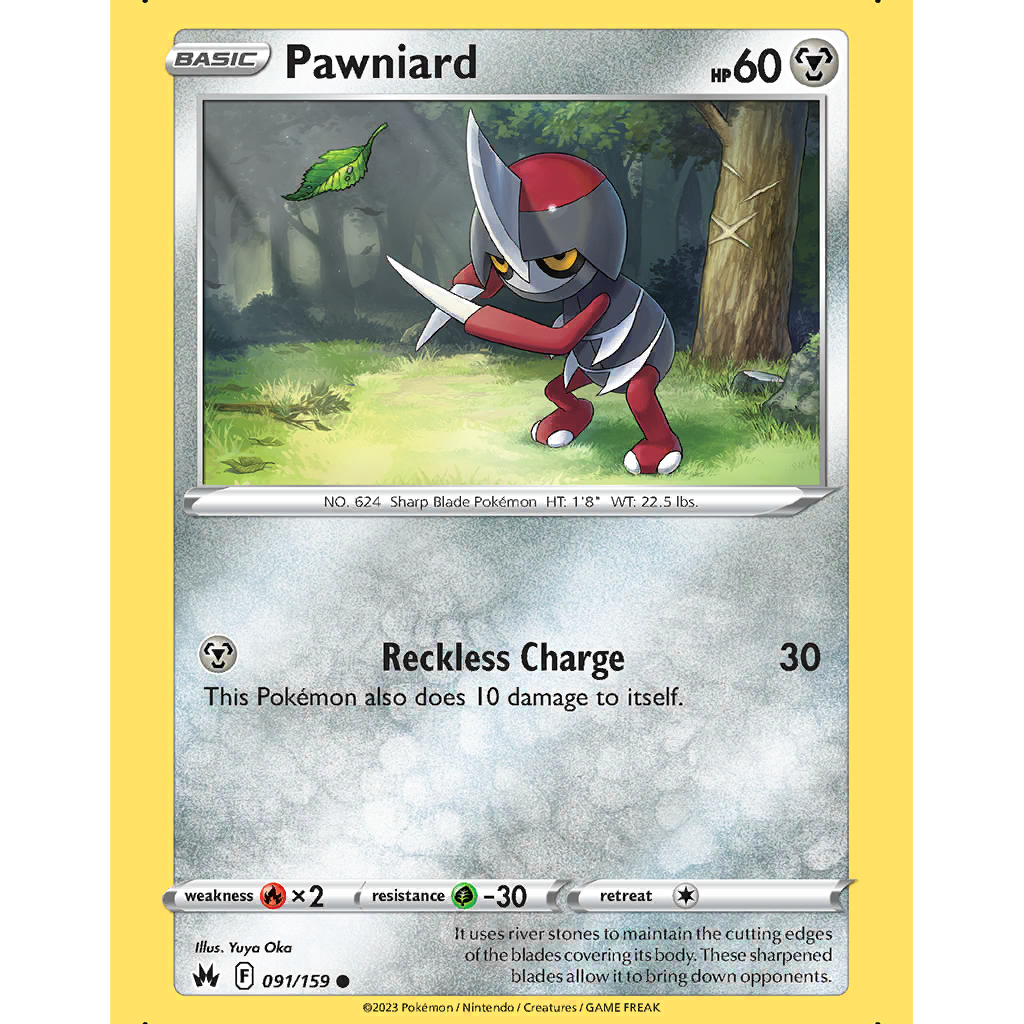 BASIC Pawniard HP 60
NO. 624 Sharp Blade Pokémon HT: 1'8" WT: 22.5 lbs.
Reckless Charge 30
This Pokémon also does 10 damage to itself.
weakness ×2 resistance -30 retreat
It uses river stones to maintain the cutting edges
of the blades covering its body. These sharpened
blades allow it to bring down opponents.
Illus. Yuya Oka
F 091/159
©2023 Pokémon / Nintendo / Creatures / GAME FREAK